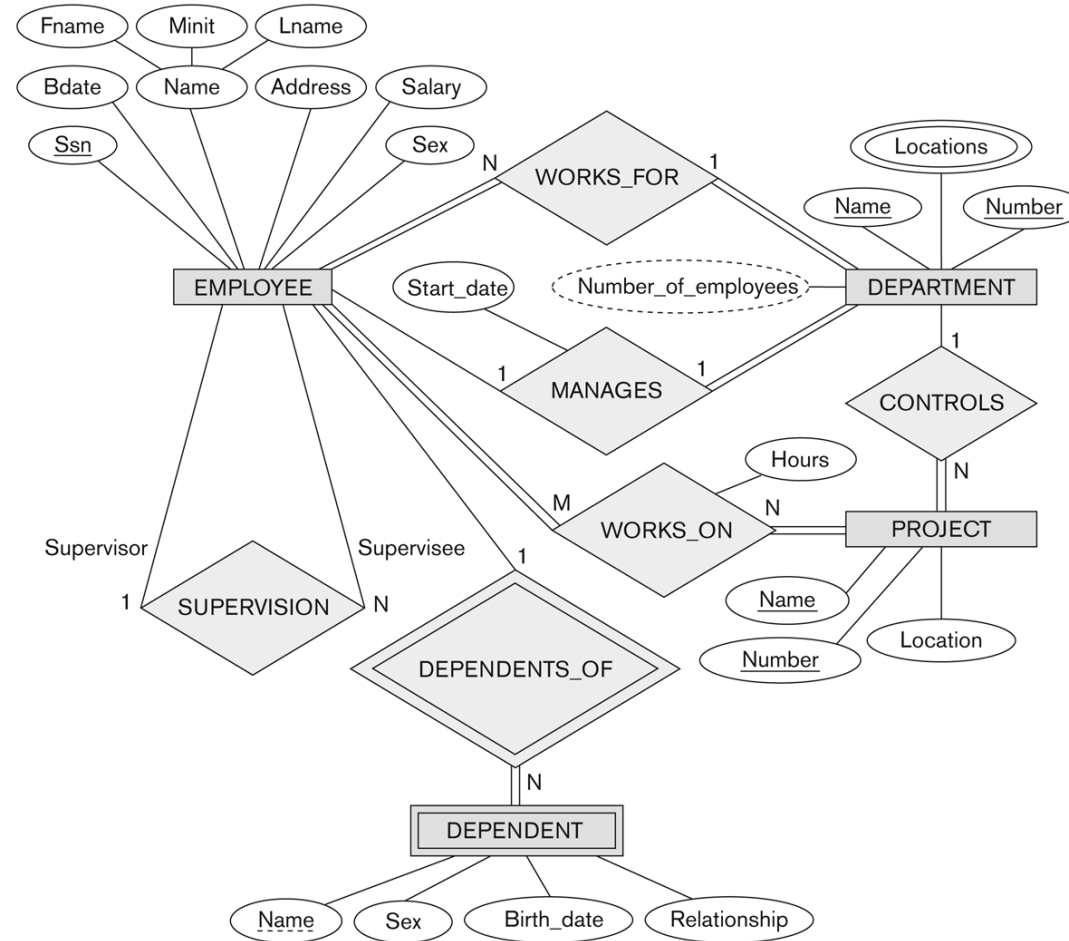 Fname
Minit
Lname
Bdate
Name
Address
Salary
Ssn
Sex
N
WORKS_FOR
1
Locations
Name
Number
EMPLOYEE
Start_date
Number_of_employees
DEPARTMENT
1
MANAGES
1
1
CONTROLS
N
Hours
M
WORKS_ON
N
PROJECT
Supervisor
Supervisee
1
SUPERVISION
N
1
Name
Number
Location
DEPENDENTS_OF
N
DEPENDENT
Name
Sex
Birth_date
Relationship